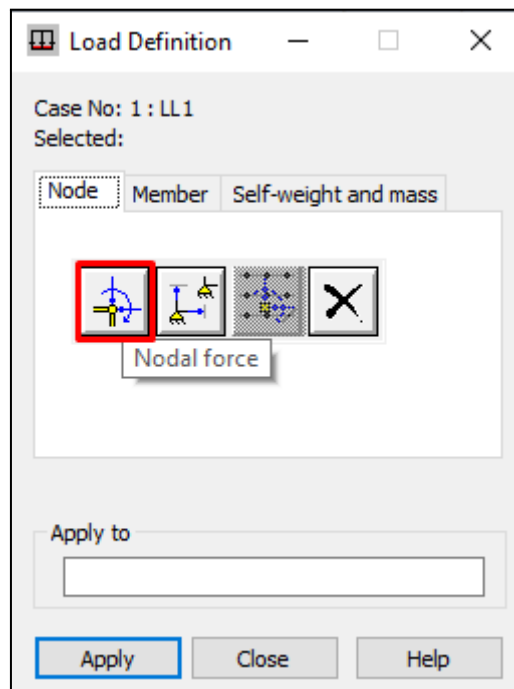 Load Definition
Case No: 1 : LL1
Selected:
Node Member Self-weight and mass
Nodal force
Apply to
Apply Close Help